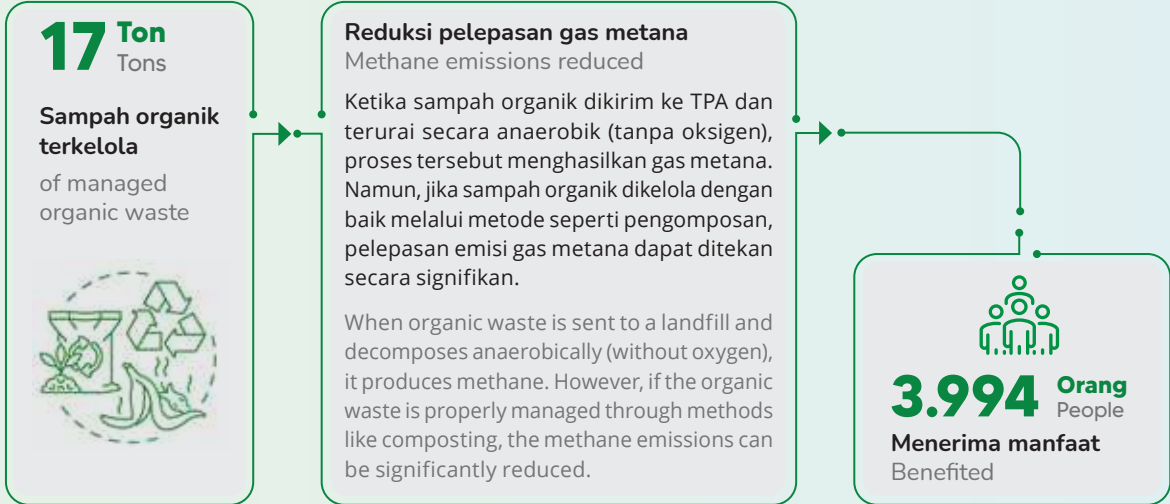 17 Ton
Tons
Sampah organik
terkelola
of managed
organic waste
Reduksi pelepasan gas metana
Methane emissions reduced
Ketika sampah organik dikirim ke TPA dan
terurai secara anaerobik (tanpa oksigen),
proses tersebut menghasilkan gas metana.
Namun, jika sampah organik dikelola dengan
baik melalui metode seperti pengomposan,
pelepasan emisi gas metana dapat ditekan
secara signifikan.
When organic waste is sent to a landfill and
decomposes anaerobically (without oxygen),
it produces methane. However, if the organic
waste is properly managed through methods
like composting, the methane emissions can
be significantly reduced.
3.994 Orang
People
Menerima manfaat
Benefited